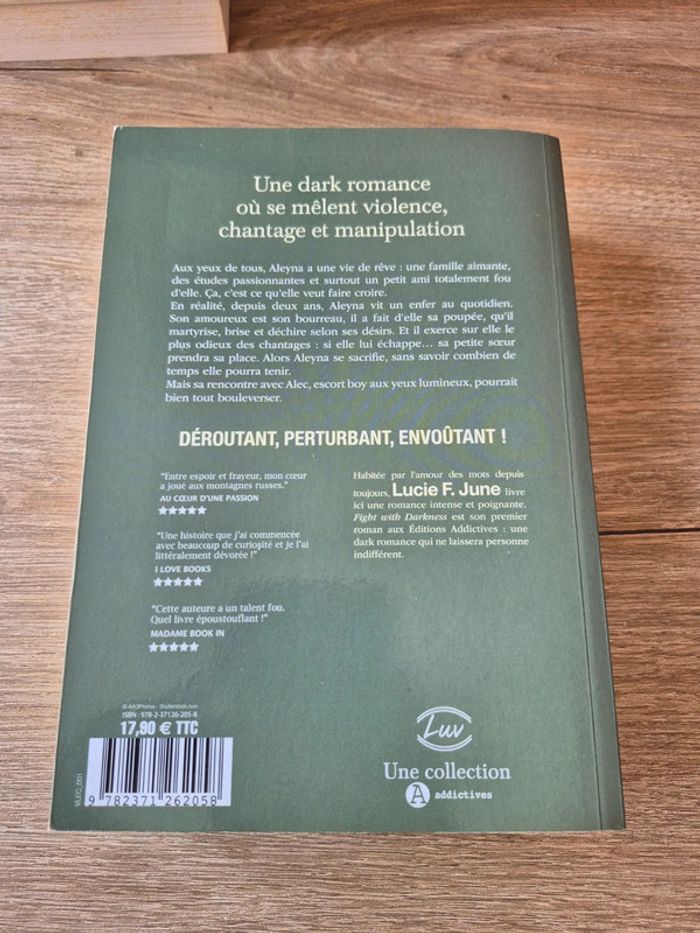 Une dark romance
où se mêlent violence,
chantage et manipulation
Aux yeux de tous, Aleyna a une vie de rêve : une famille aimante,
des études passionnantes et surtout un petit ami totalement fou
d'elle. Ça, c'est ce qu'elle veut faire croire.
En réalité, depuis deux ans, Aleyna vit un enfer au quotidien.
Son amoureux est son bourreau, il a fait d'elle sa poupée, qu'il
martyrise, brise et déchire selon ses désirs. Et il exerce sur elle le
plus odieux des chantages : si elle lui échappe... sa petite sœur
prendra sa place. Alors Aleyna se sacrifie, sans savoir combien de
temps elle pourra tenir.
Mais sa rencontre avec Alec, escort boy aux yeux lumineux, pourrait
bien tout bouleverser.
DÉROUTANT, PERTURBANT, ENVOÛTANT !
"Entre espoir et frayeur, mon cœur
a joué aux montagnes russes."
AU CŒUR D'UNE PASSION
"Une histoire que j'ai commencée
avec beaucoup de curiosité et je l'ai
littéralement dévorée !"
I LOVE BOOKS
"Cette auteure a un talent fou.
Quel livre époustouflant !"
MADAME BOOK IN
Habitée par l'amour des mots depuis
toujours, Lucie F. June livre
ici une romance intense et poignante.
Fight with Darkness est son premier
roman aux Éditions Addictives : une
dark romance qui ne laissera personne
indifférent.
© ArtOfPhotos - Shutterstock.com
ISBN : 978-2-37126-205-8
17,90 € TTC
VLEC_001
9 782371 262058
Luv
Une collection
A addictives